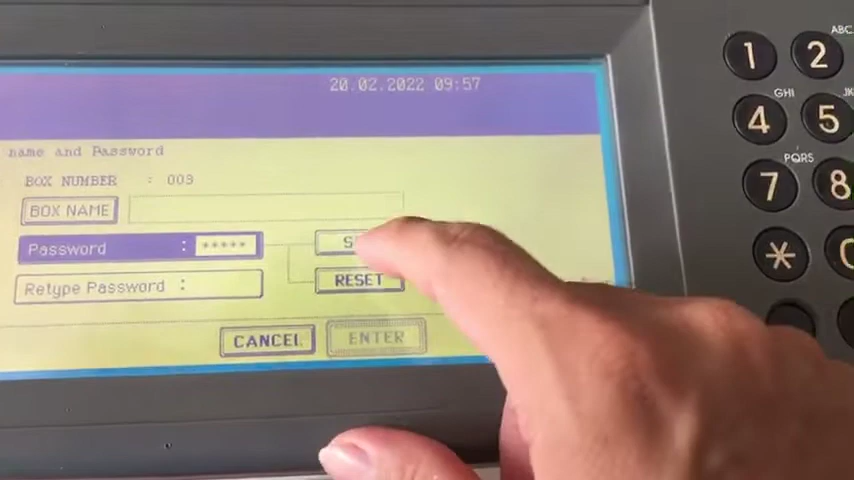 20.02.2022 09:57
name and Password
BOX NUMBER : 003
BOX NAME
Password : *****
Retype Password :
RESET
CANCEL
ENTER
1
ABC
2
GHI
4
5
PQRS
7
8
*